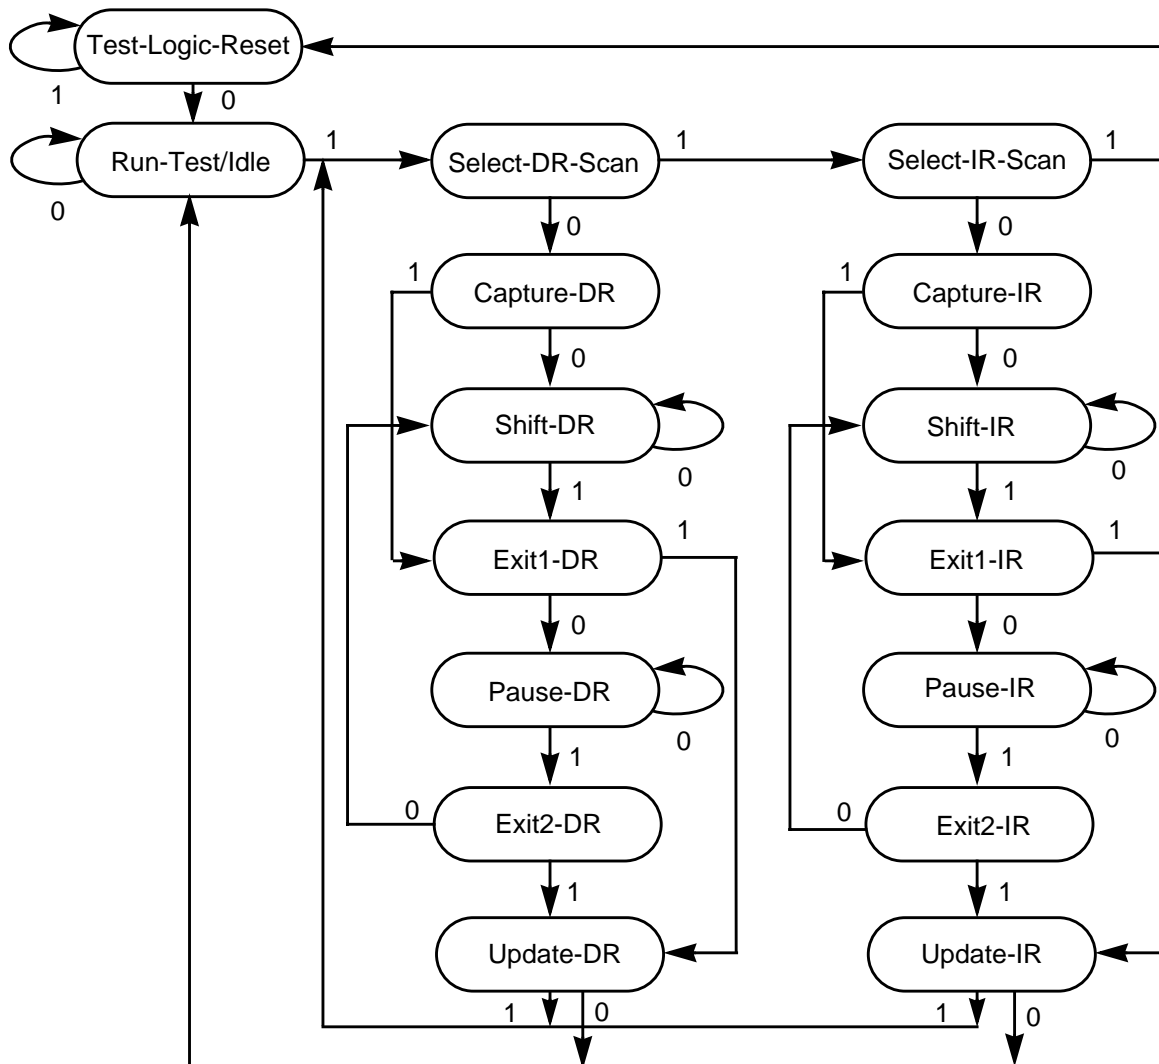 Test-Logic-Reset
1
0
Run-Test/Idle
1
Select-DR-Scan
1
Select-IR-Scan
1
0
0
0
1
Capture-DR
1
Capture-IR
0
0
Shift-DR
Shift-IR
0
0
1
1
Exit1-DR
1
Exit1-IR
1
0
0
Pause-DR
Pause-IR
0
0
1
1
0
Exit2-DR
0
Exit2-IR
1
1
Update-DR
Update-IR
1
0
1
0